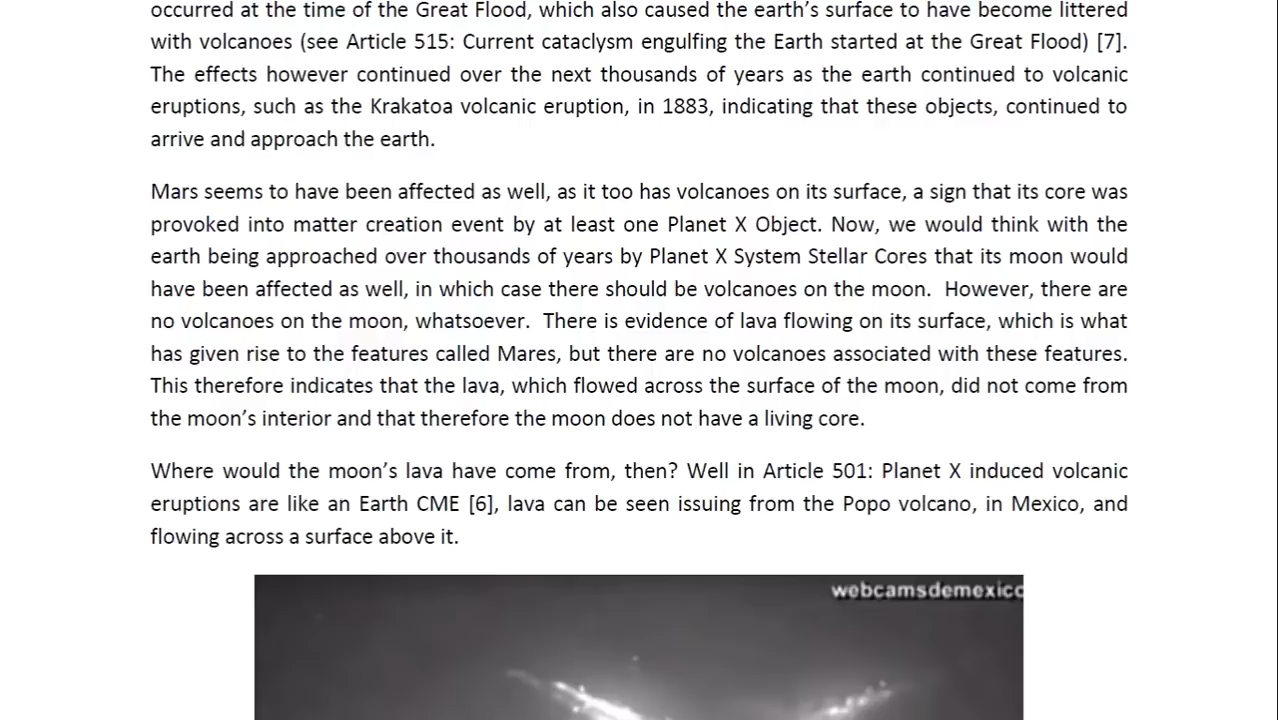 occurred at the time of the Great Flood, which also caused the earth’s surface to have become littered
with volcanoes (see Article 515: Current cataclysm engulfing the Earth started at the Great Flood) [7].
The effects however continued over the next thousands of years as the earth continued to volcanic
eruptions, such as the Krakatoa volcanic eruption, in 1883, indicating that these objects, continued to
arrive and approach the earth.
Mars seems to have been affected as well, as it too has volcanoes on its surface, a sign that its core was
provoked into matter creation event by at least one Planet X Object. Now, we would think with the
earth being approached over thousands of years by Planet X System Stellar Cores that its moon would
have been affected as well, in which case there should be volcanoes on the moon.  However, there are
no volcanoes on the moon, whatsoever.  There is evidence of lava flowing on its surface, which is what
has given rise to the features called Mares, but there are no volcanoes associated with these features.
This therefore indicates that the lava, which flowed across the surface of the moon, did not come from
the moon’s interior and that therefore the moon does not have a living core.
Where would the moon’s lava have come from, then? Well in Article 501: Planet X induced volcanic
eruptions are like an Earth CME [6], lava can be seen issuing from the Popo volcano, in Mexico, and
flowing across a surface above it.
webcamsdemexico